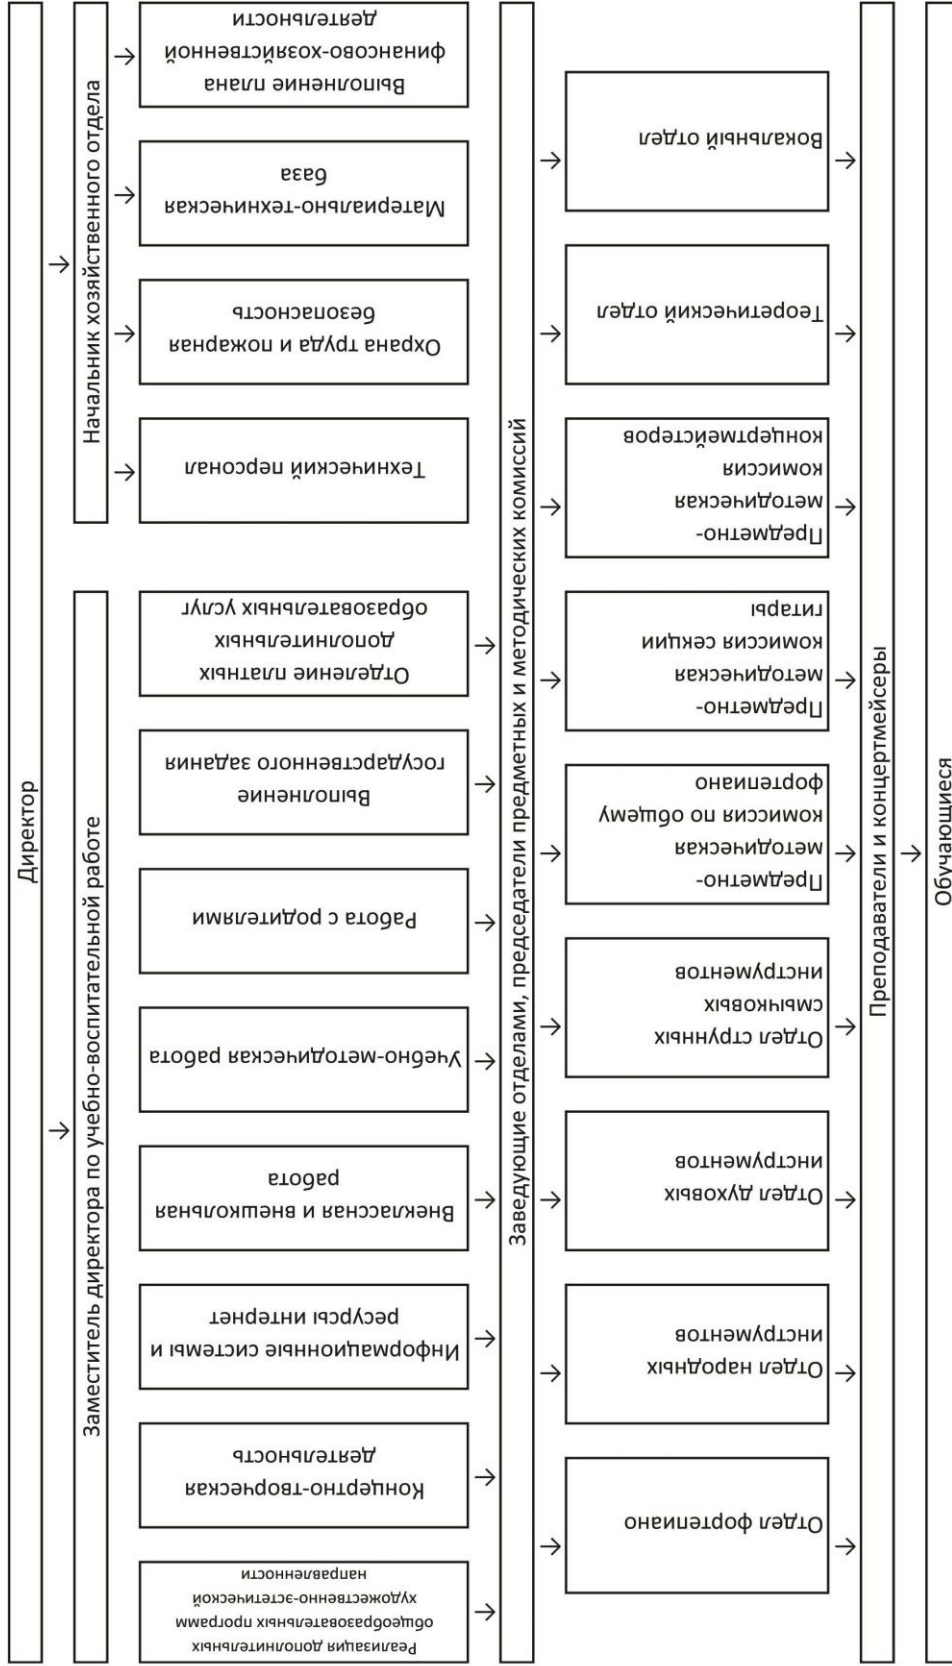 Директор
Заместитель директора по учебно-воспитательной работе
Начальник хозяйственного отдела
Реализация дополнительных
общеобразовательных программ
художественно-эстетической
направленности
Концертно-творческая
деятельность
Информационные системы и
ресурсы интернет
Внеклассная и внешкольная
работа
Учебно-методическая работа
Работа с родителями
Выполнение
государственного задания
Отделение платных
дополнительных
образовательных услуг
Технический персонал
Охрана труда и пожарная
безопасность
Материально-техническая
база
Выполнение плана
финансово-хозяйственной
деятельности
Заведующие отделами, председатели предметных и методических комиссий
Отдел фортепиано
Отдел народных
инструментов
Отдел духовых
инструментов
Отдел струнных
смычковых
инструментов
Предметно-
методическая
комиссия по общему
фортепиано
Предметно-
методическая
комиссия секции
гитары
Предметно-
методическая
комиссия
концертмейстеров
Теоретический отдел
Вокальный отдел
Преподаватели и концертмейсеры
Обучающиеся